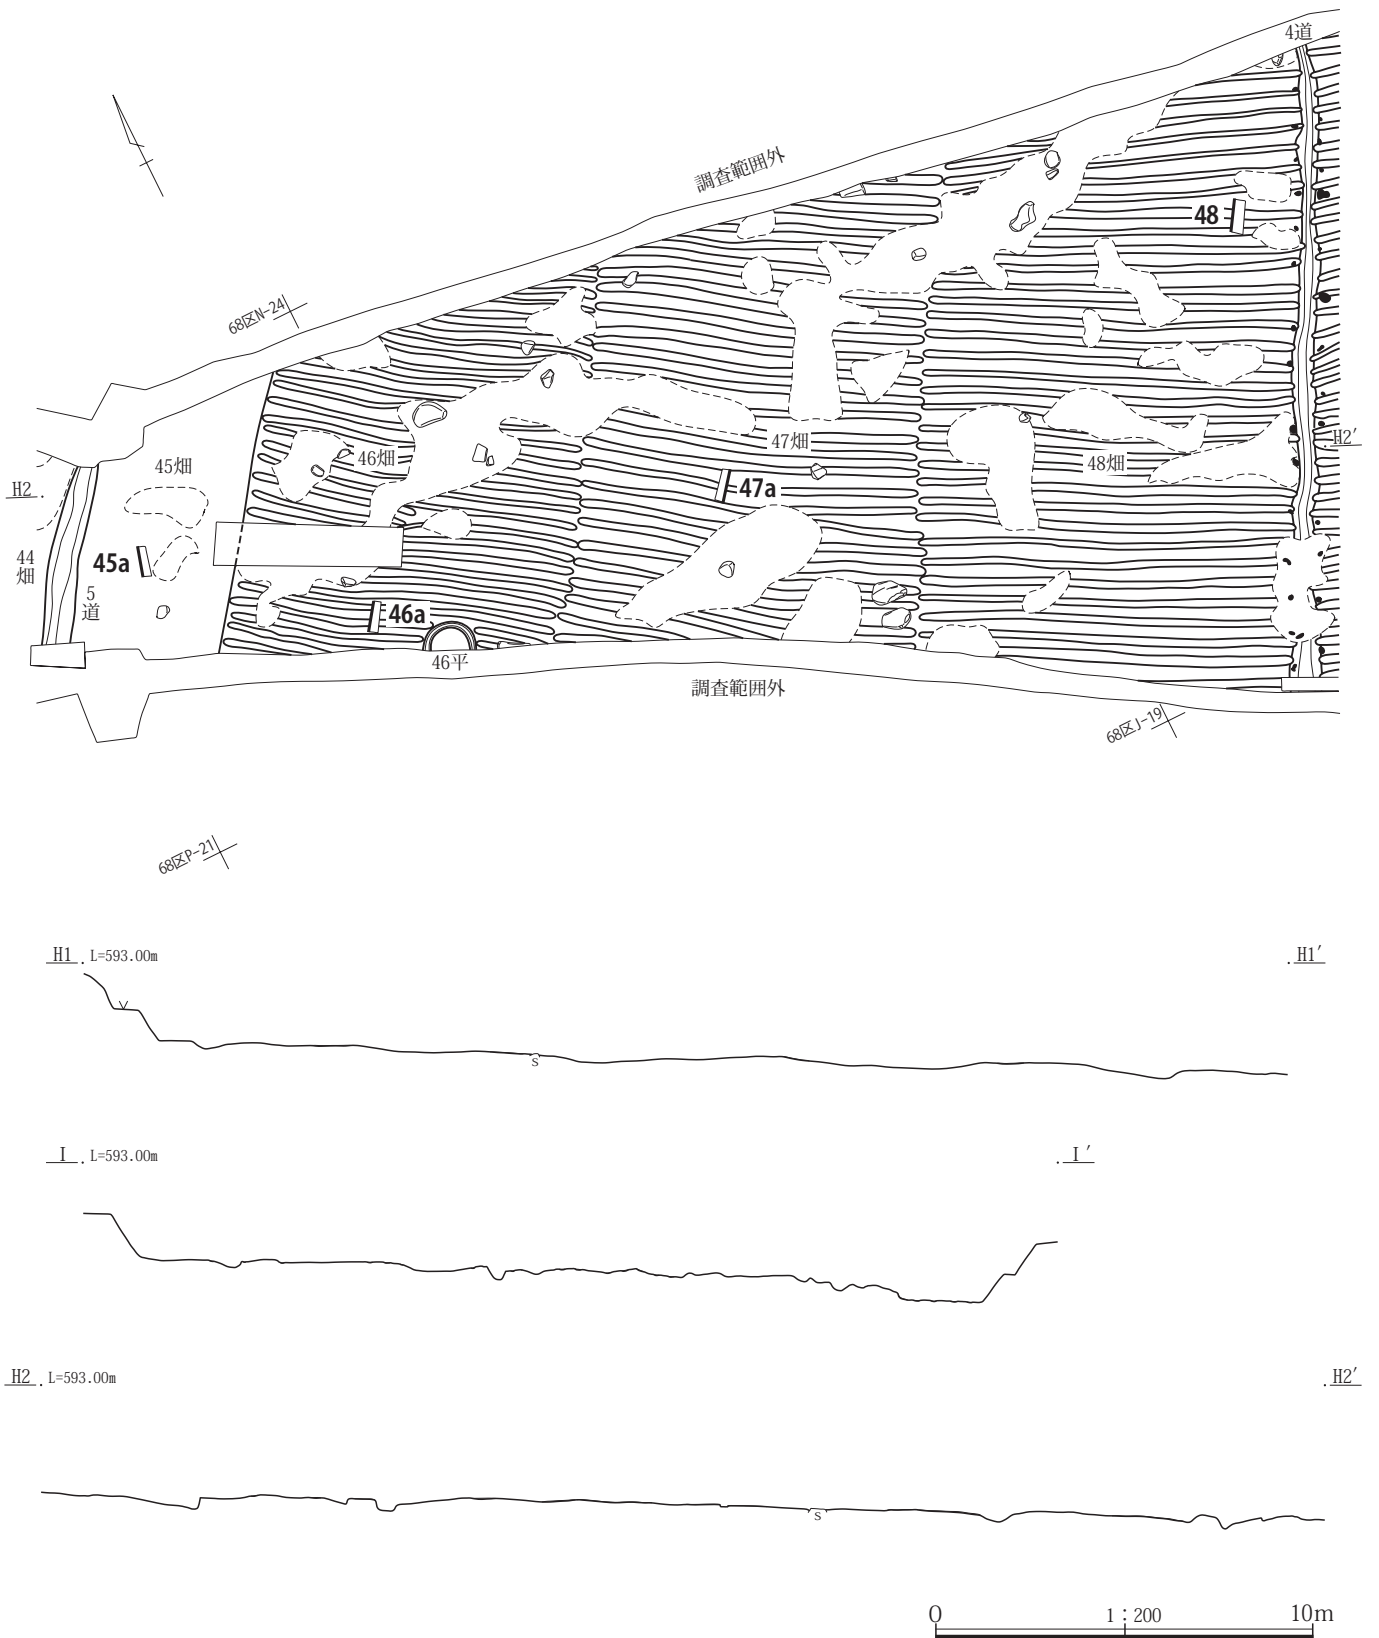 4道
調査範囲外
48
68区N-24
47畑
H2′
46畑
48畑
45畑
H2
47a
44
畑
45a
5
道
46a
46平
調査範囲外
68区J-19
68区P-21
H1 L=593.00m H1′
S
I L=593.00m I′
H2 L=593.00m H2′
S
0 1：200 10m